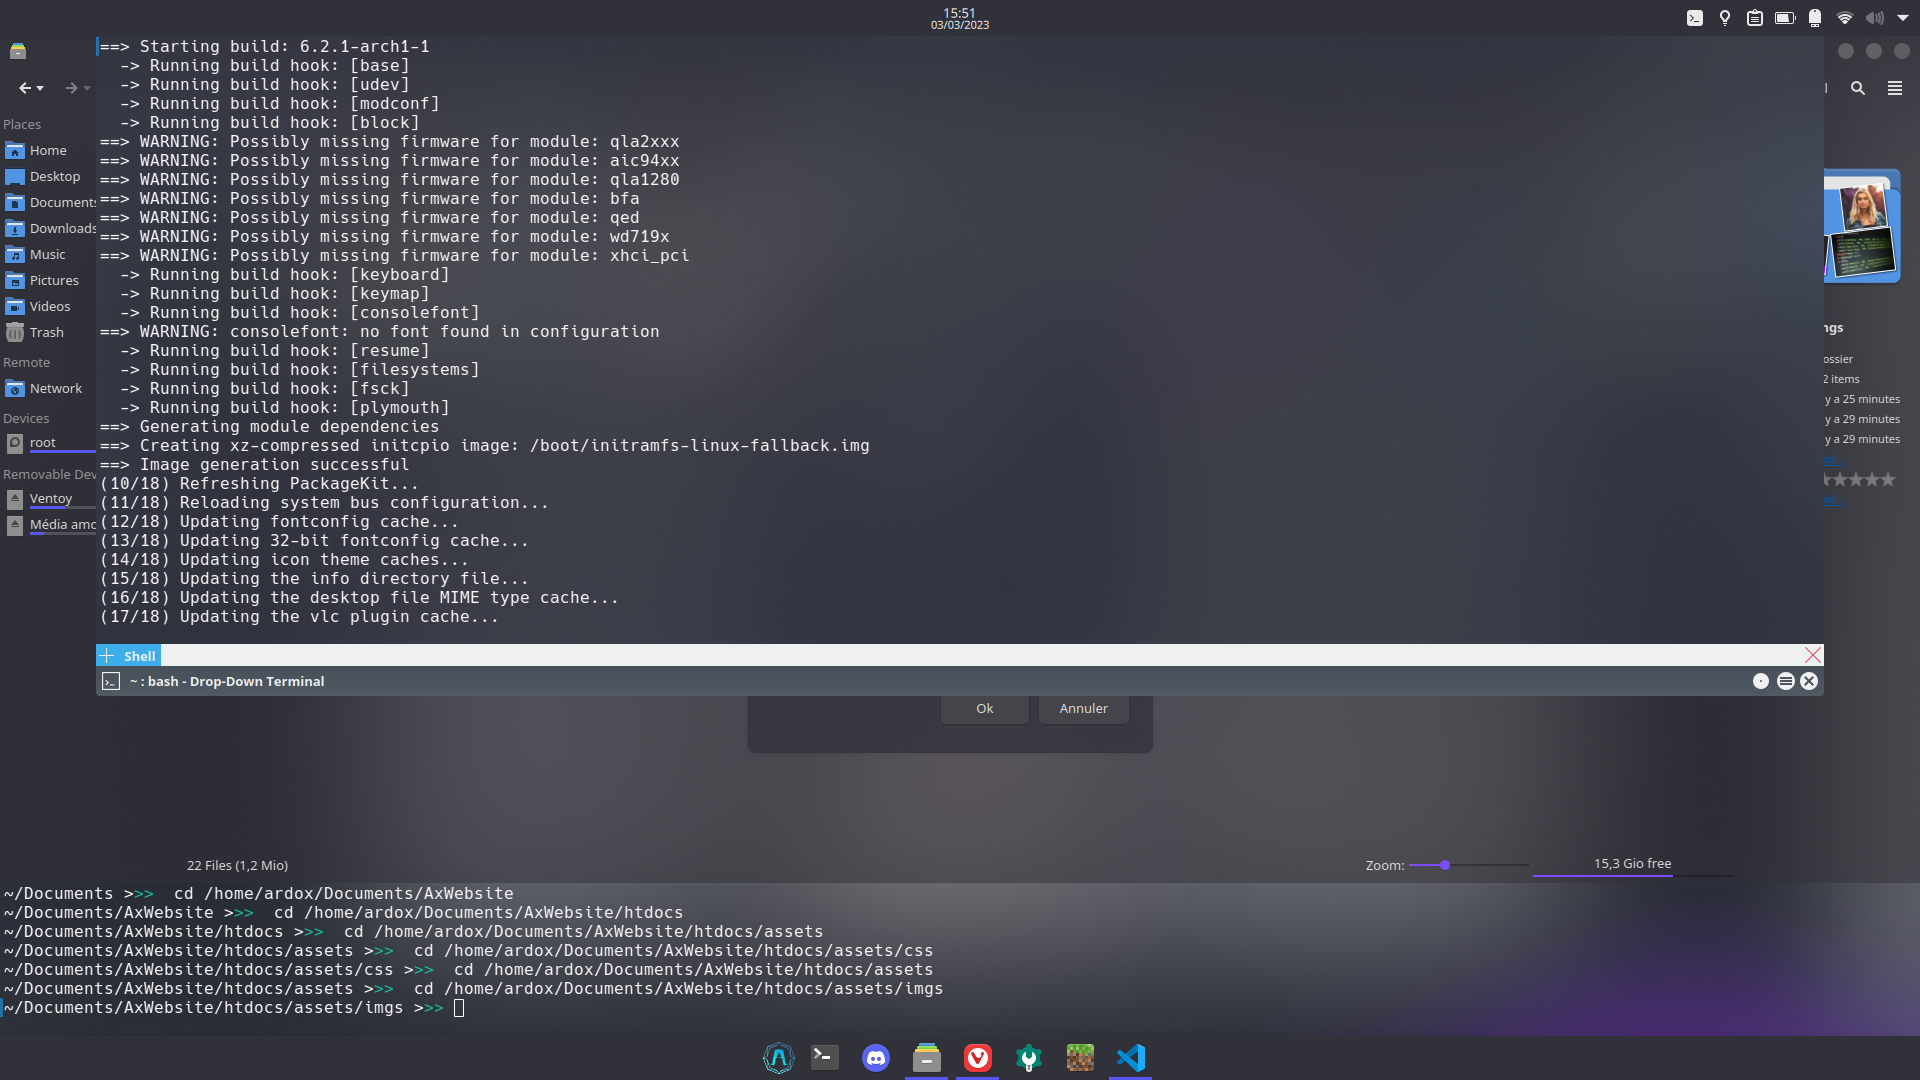 15:51
03/03/2023
==> Starting build: 6.2.1-arch1-1
-> Running build hook: [base]
-> Running build hook: [udev]
-> Running build hook: [modconf]
-> Running build hook: [block]
==> WARNING: Possibly missing firmware for module: qla2xxx
==> WARNING: Possibly missing firmware for module: aic94xx
==> WARNING: Possibly missing firmware for module: qla1280
==> WARNING: Possibly missing firmware for module: bfa
==> WARNING: Possibly missing firmware for module: qed
==> WARNING: Possibly missing firmware for module: wd719x
==> WARNING: Possibly missing firmware for module: xhci_pci
-> Running build hook: [keyboard]
-> Running build hook: [keymap]
-> Running build hook: [consolefont]
==> WARNING: consolefont: no font found in configuration
-> Running build hook: [resume]
-> Running build hook: [filesystems]
-> Running build hook: [fsck]
-> Running build hook: [plymouth]
==> Generating module dependencies
==> Creating xz-compressed initcpio image: /boot/initramfs-linux-fallback.img
==> Image generation successful
(10/18) Refreshing PackageKit...
(11/18) Reloading system bus configuration...
(12/18) Updating fontconfig cache...
(13/18) Updating 32-bit fontconfig cache...
(14/18) Updating icon theme caches...
(15/18) Updating the info directory file...
(16/18) Updating the desktop file MIME type cache...
(17/18) Updating the vlc plugin cache...
Shell
~ : bash - Drop-Down Terminal
Places
Home
Desktop
Documents
Downloads
Music
Pictures
Videos
Trash
Remote
Network
Devices
root
Removable Dev
Ventoy
Média amo
ngs
ossier
2 items
y a 25 minutes
y a 29 minutes
y a 29 minutes
do...
do...
Ok
Annuler
22 Files (1,2 Mio)
Zoom:
15,3 Gio free
~/Documents >>> cd /home/ardox/Documents/AxWebsite
~/Documents/AxWebsite >>> cd /home/ardox/Documents/AxWebsite/htdocs
~/Documents/AxWebsite/htdocs >>> cd /home/ardox/Documents/AxWebsite/htdocs/assets
~/Documents/AxWebsite/htdocs/assets >>> cd /home/ardox/Documents/AxWebsite/htdocs/assets/css
~/Documents/AxWebsite/htdocs/assets/css >>> cd /home/ardox/Documents/AxWebsite/htdocs/assets
~/Documents/AxWebsite/htdocs/assets >>> cd /home/ardox/Documents/AxWebsite/htdocs/assets/imgs
~/Documents/AxWebsite/htdocs/assets/imgs >>>